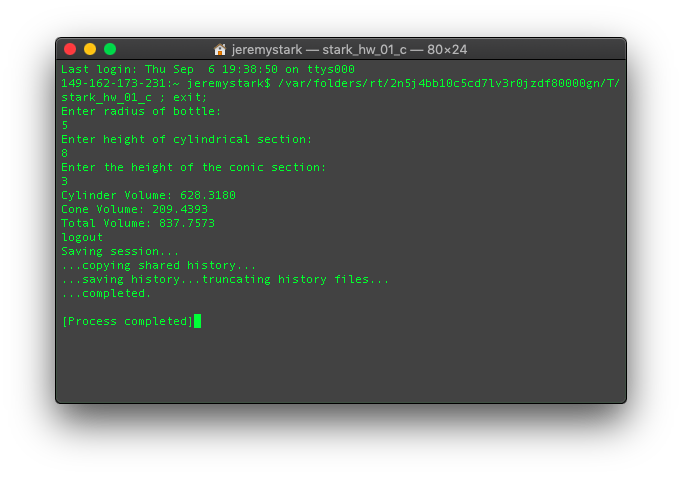 jeremystark — stark_hw_01_c — 80×24
Last login: Thu Sep  6 19:38:50 on ttys000
149-162-173-231:~ jeremystark$ /var/folders/rt/2n5j4bb10c5cd7lv3r0jzdf80000gn/T/
stark_hw_01_c ; exit;
Enter radius of bottle:
5
Enter height of cylindrical section:
8
Enter the height of the conic section:
3
Cylinder Volume: 628.3180
Cone Volume: 209.4393
Total Volume: 837.7573
logout
Saving session...
...copying shared history...
...saving history...truncating history files...
...completed.
[Process completed]